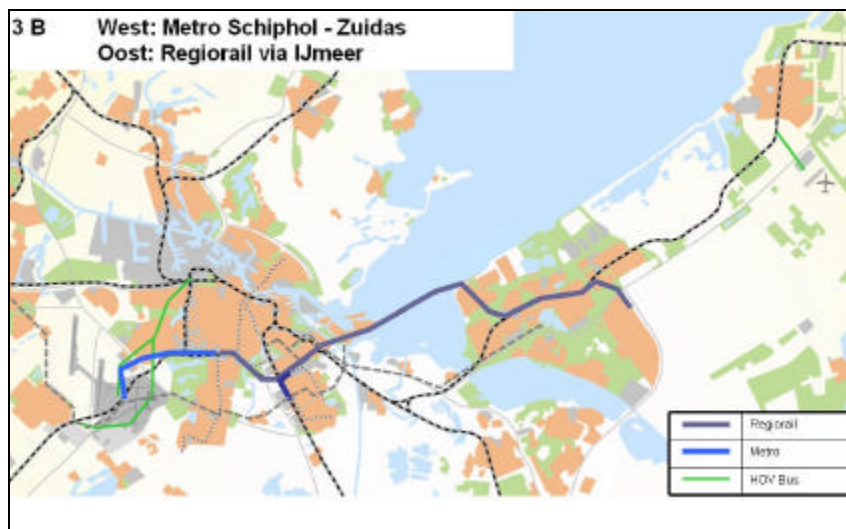 3 B West: Metro Schiphol - Zuidas
Oost: Regiorail via IJmeer
Regiorail
Metro
HOV Bus